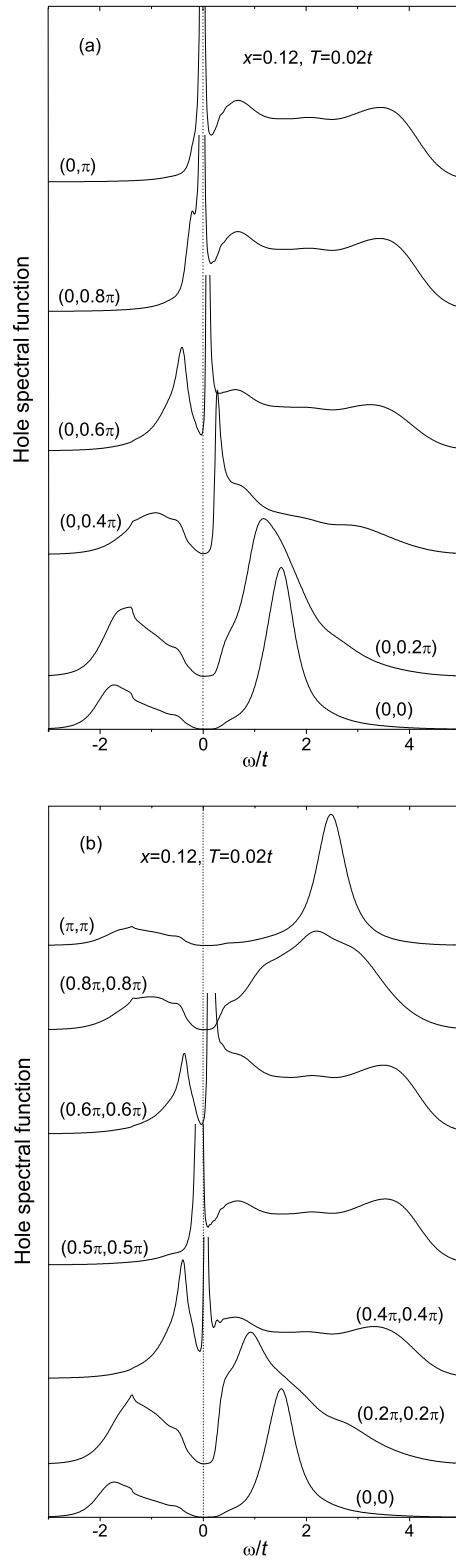 (a)
x=0.12, T=0.02t
(0,π)
(0,0.8π)
(0,0.6π)
(0,0.4π)
(0,0.2π)
(0,0)
Hole spectral function
-2 0 2 4
ω/t
(b)
x=0.12, T=0.02t
(π,π)
(0.8π,0.8π)
(0.6π,0.6π)
(0.5π,0.5π)
(0.4π,0.4π)
(0.2π,0.2π)
(0,0)
Hole spectral function
-2 0 2 4
ω/t